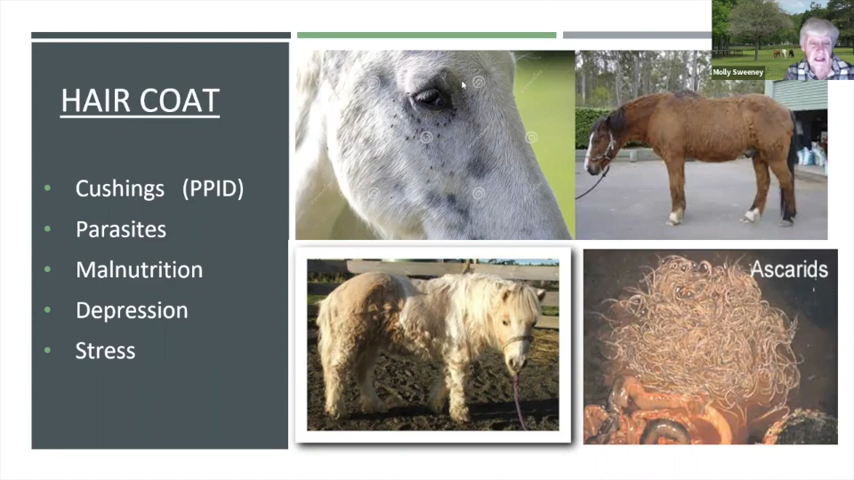 Molly Sweeney
HAIR COAT
• Cushings (PPID)
• Parasites
• Malnutrition
• Depression
• Stress
Ascarids